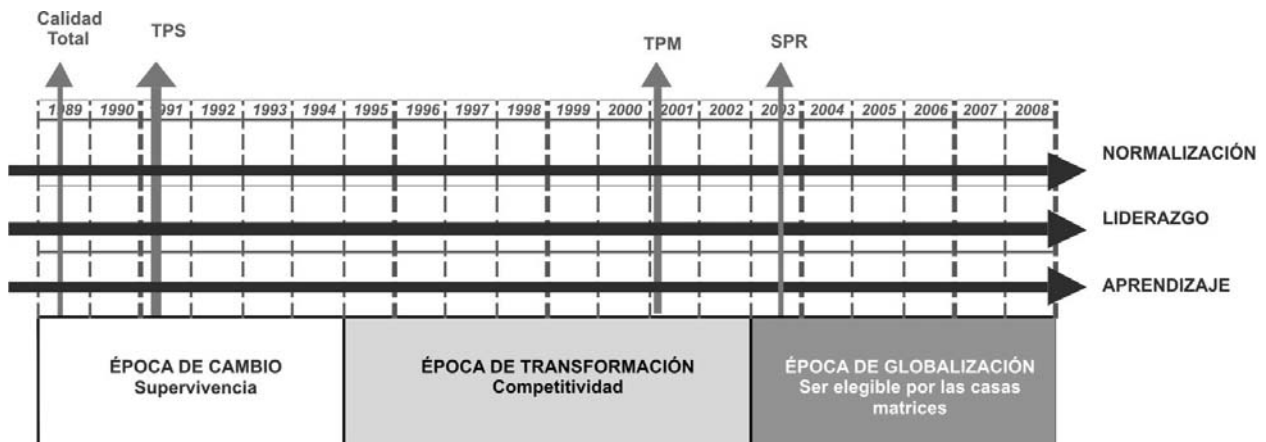 Calidad
Total
TPS
TPM
SPR
1989 1990 1991 1992 1993 1994 1995 1996 1997 1998 1999 2000 2001 2002 2003 2004 2005 2006 2007 2008
NORMALIZACIÓN
LIDERAZGO
APRENDIZAJE
ÉPOCA DE CAMBIO
Supervivencia
ÉPOCA DE TRANSFORMACIÓN
Competitividad
ÉPOCA DE GLOBALIZACIÓN
Ser elegible por las casas
matrices